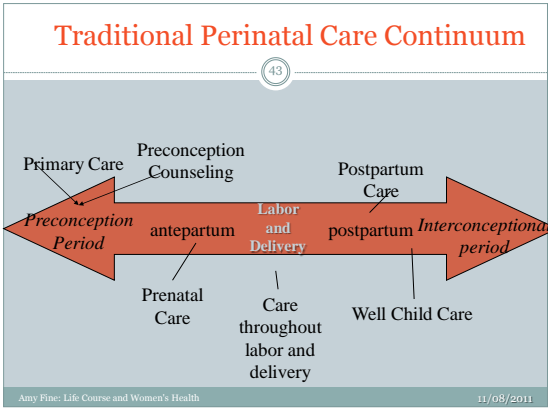 Traditional Perinatal Care Continuum
43
Primary Care
Preconception
Counseling
Postpartum
Care
Preconception
Period
antepartum
Labor
and
Delivery
postpartum
Interconceptional
period
Prenatal
Care
Care
throughout
labor and
delivery
Well Child Care
Amy Fine: Life Course and Women's Health
11/08/2011